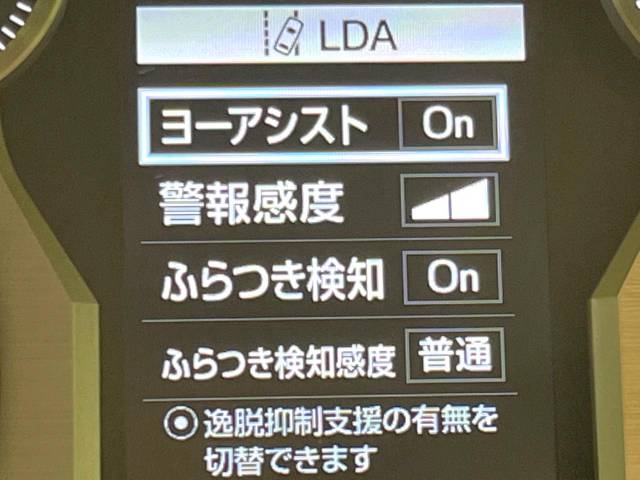 LDA
ヨーアシスト On
警報感度
ふらつき検知 On
ふらつき検知感度 普通
逸脱抑制支援の有無を
切替できます